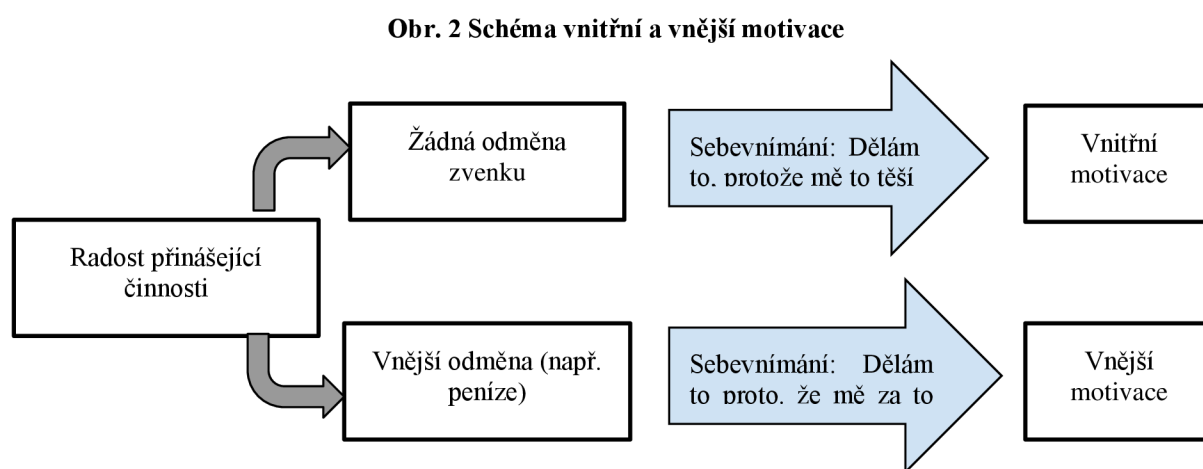 Obr. 2 Schéma vnitřní a vnější motivace
Žádná odměna
zvenku
Sebevnímání: Dělám
to, protože mě to těší
Vnitřní
motivace
Radost přinášející
činnosti
Vnější odměna (např.
peníze)
Sebevnímání: Dělám
to proto, že mě za to
Vnější
motivace